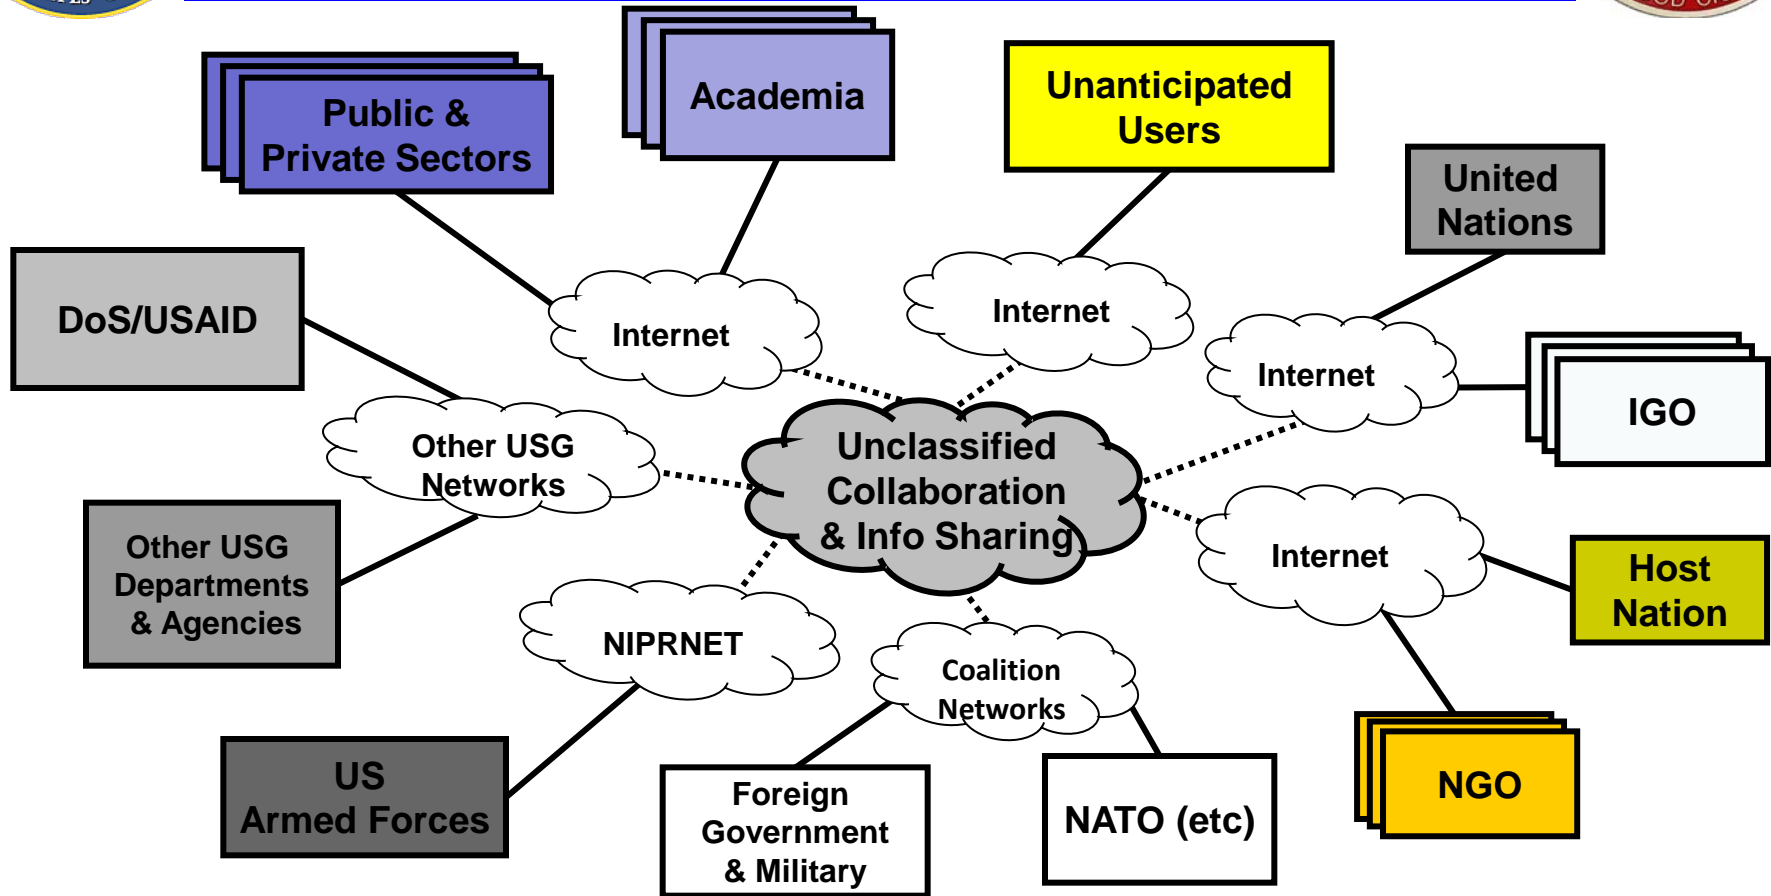 Academia
Unanticipated
Users
Public &
Private Sectors
United
Nations
DoS/USAID
Internet
Internet
Internet
IGO
Other USG
Networks
Unclassified
Collaboration
& Info Sharing
Other USG
Departments
& Agencies
Internet
Host
Nation
NIPRNET
Coalition
Networks
US
Armed Forces
Foreign
Government
& Military
NATO (etc)
NGO